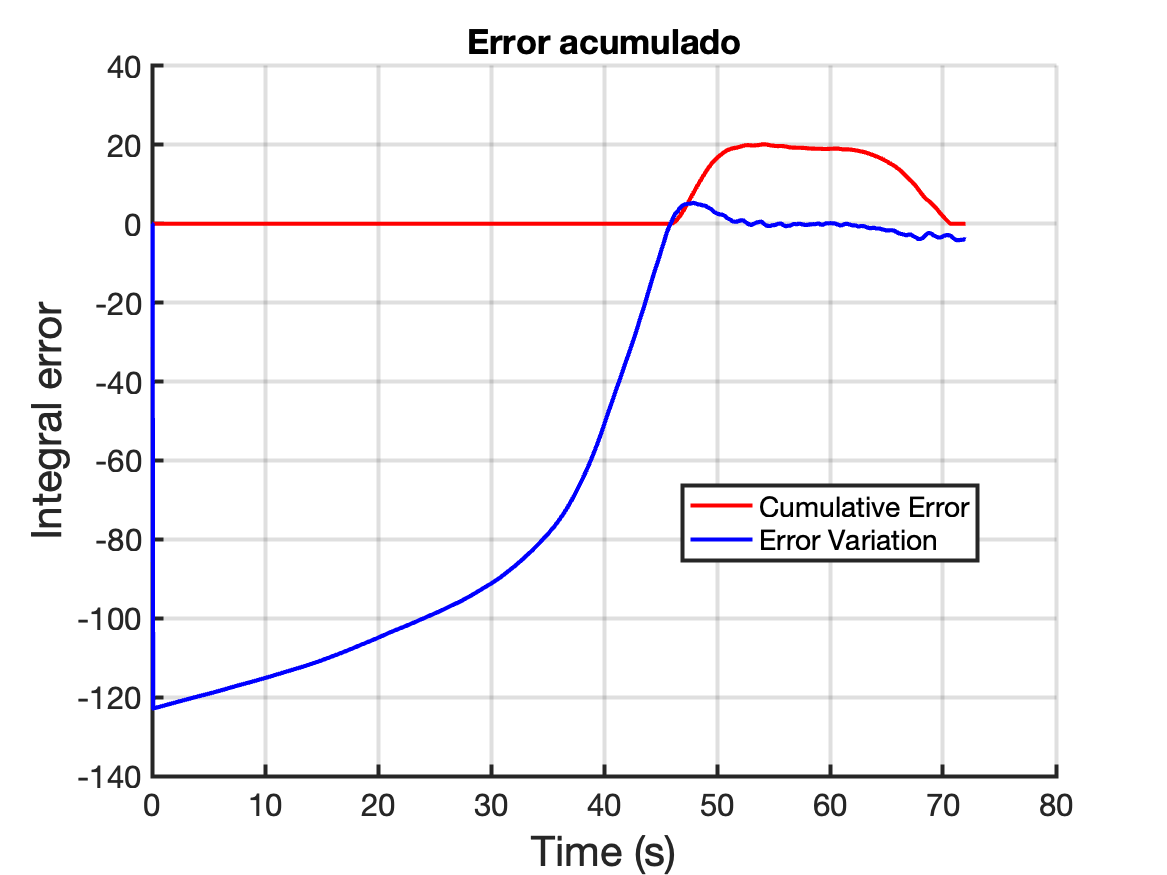 Error acumulado
40
20
0
-20
-40
-60
-80
-100
-120
-140
Integral error
Cumulative Error
Error Variation
0 10 20 30 40 50 60 70 80
Time (s)